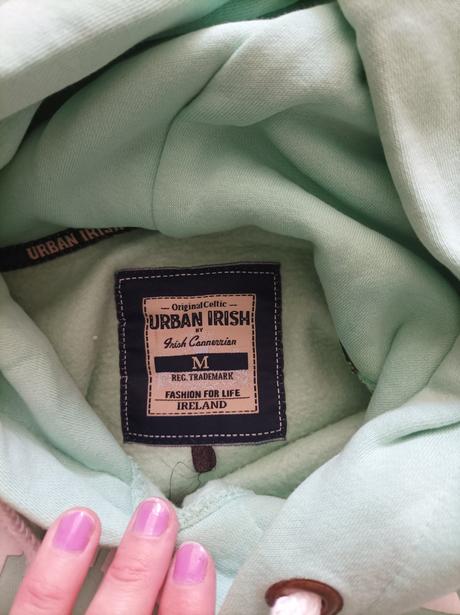 URBAN IRISH
Original Celtic
URBAN IRISH
BY
Irish Connerrian
M
REG. TRADEMARK
FASHION FOR LIFE
IRELAND